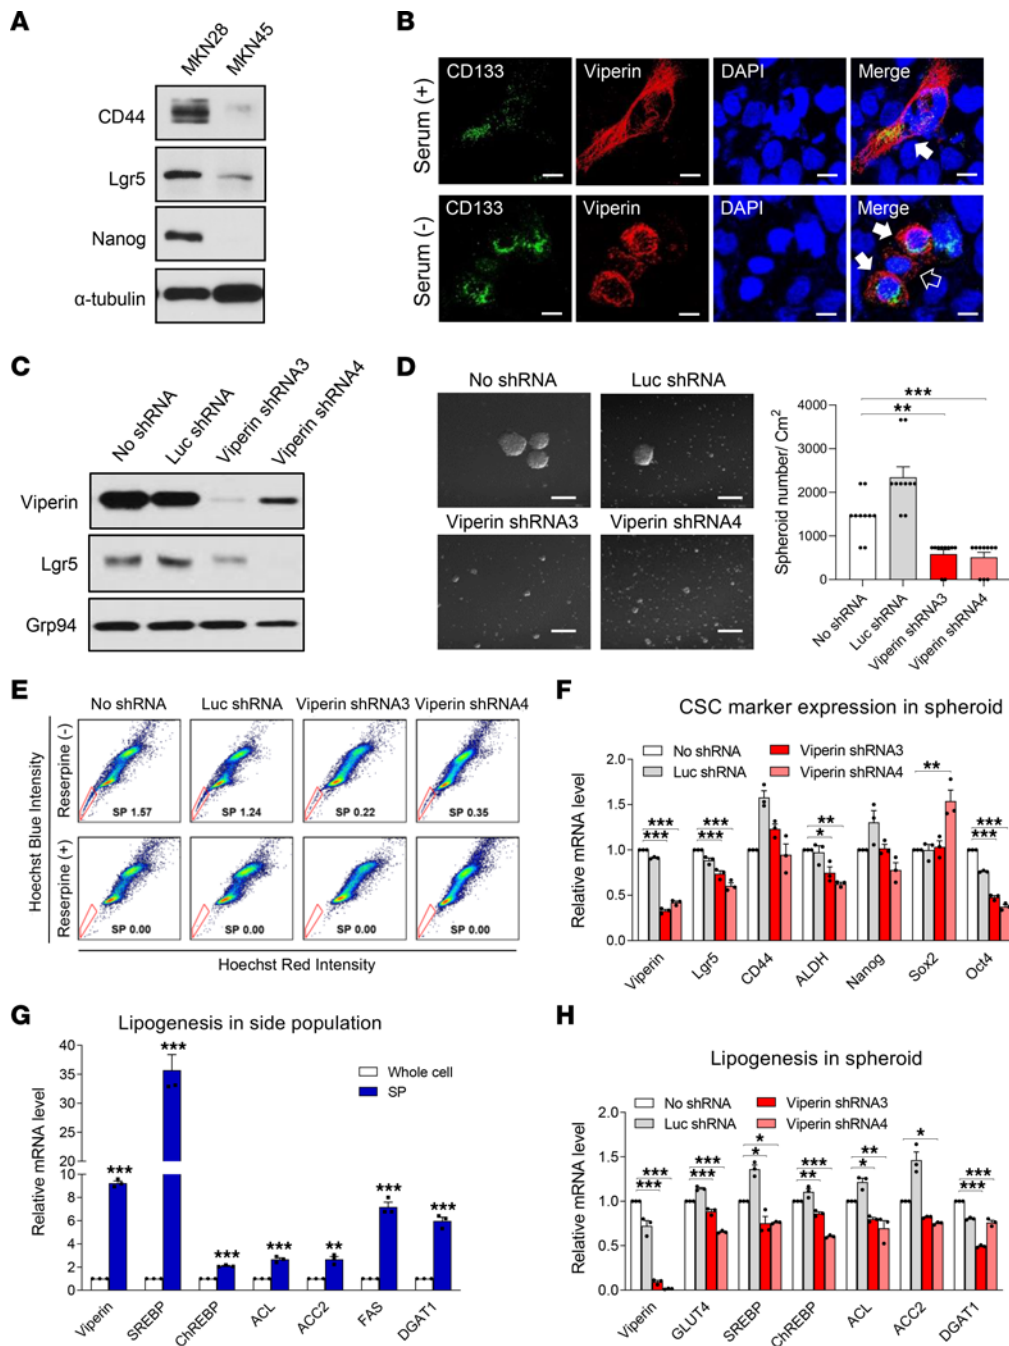 A
MKN28
MKN45
CD44
Lgr5
Nanog
α-tubulin
B
Serum (+)
CD133
Viperin
DAPI
Merge
Serum (-)
CD133
Viperin
DAPI
Merge
C
No shRNA
Luc shRNA
Viperin shRNA3
Viperin shRNA4
Viperin
Lgr5
Grp94
D
No shRNA
Luc shRNA
Viperin shRNA3
Viperin shRNA4
Spheroid number/ Cm²
4000
3000
2000
1000
0
***
**
No shRNA
Luc shRNA
Viperin shRNA3
Viperin shRNA4
E
No shRNA
Luc shRNA
Viperin shRNA3
Viperin shRNA4
Hoechst Blue Intensity
Reserpine (-)
SP 1.57
SP 1.24
SP 0.22
SP 0.35
Reserpine (+)
SP 0.00
SP 0.00
SP 0.00
SP 0.00
Hoechst Red Intensity
F
CSC marker expression in spheroid
No shRNA
Luc shRNA
Viperin shRNA3
Viperin shRNA4
Relative mRNA level
2.0
1.5
1.0
0.5
0.0
***
***
***
***
**
*
**
***
***
Viperin
Lgr5
CD44
ALDH
Nanog
Sox2
Oct4
G
Lipogenesis in side population
Whole cell
SP
Relative mRNA level
40
35
30
25
20
10
8
6
4
2
0
***
***
***
***
**
***
***
Viperin
SREBP
ChREBP
ACL
ACC2
FAS
DGAT1
H
Lipogenesis in spheroid
No shRNA
Luc shRNA
Viperin shRNA3
Viperin shRNA4
Relative mRNA level
2.0
1.5
1.0
0.5
0.0
***
***
***
***
*
*
***
**
**
*
*
***
***
Viperin
GLUT4
SREBP
ChREBP
ACL
ACC2
DGAT1